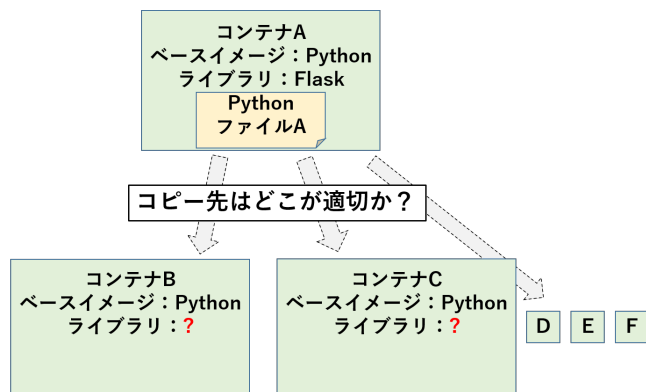 コンテナA
ベースイメージ：Python
ライブラリ：Flask
Python
ファイルA
コピー先はどこが適切か？
コンテナB
ベースイメージ：Python
ライブラリ：?
コンテナC
ベースイメージ：Python
ライブラリ：?
D E F